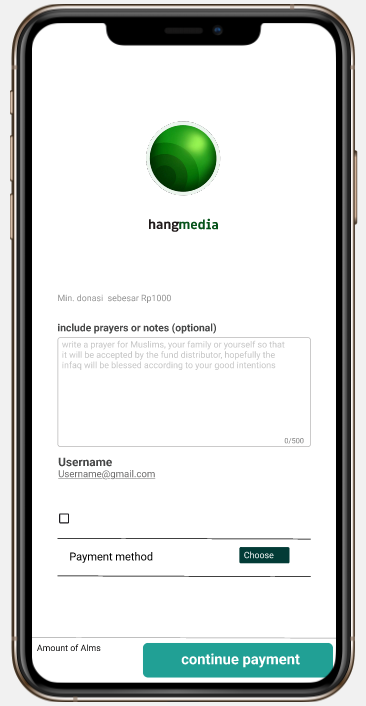 hangmedia
Min. donasi sebesar Rp1000
include prayers or notes (optional)
write a prayer for Muslims, your family or yourself so that
it will be accepted by the fund distributor, hopefully the
infaq will be blessed according to your good intentions
0/500
Username
Username@gmail.com
Payment method
Choose
Amount of Alms
continue payment